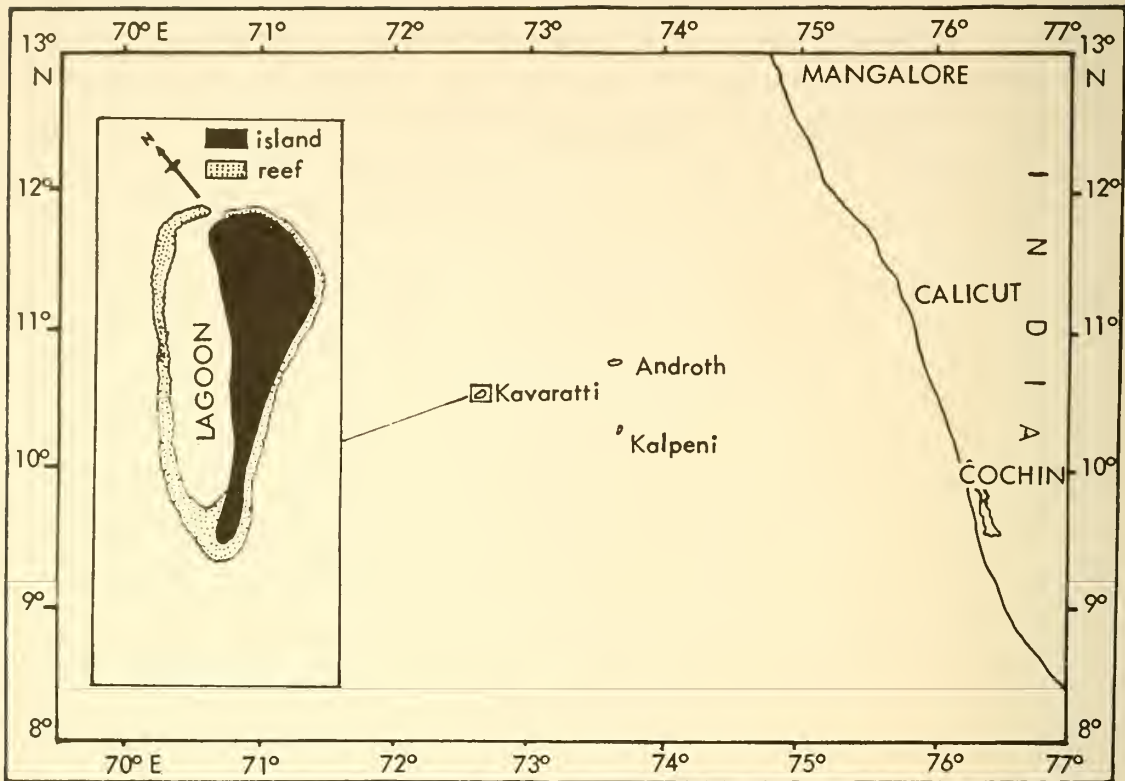 70° E 71° 72° 73° 74° 75° 76° 77°
13° 13°
N N
MANGALORE
N
island
reef
12° 12°
INDIA
CALICUT
11° 11°
LAGOON
Androth
Kavaratti
Kalpeni
10° 10°
COCHIN
9° 9°
8° 8°
70° E 71° 72° 73° 74° 75° 76° 77°